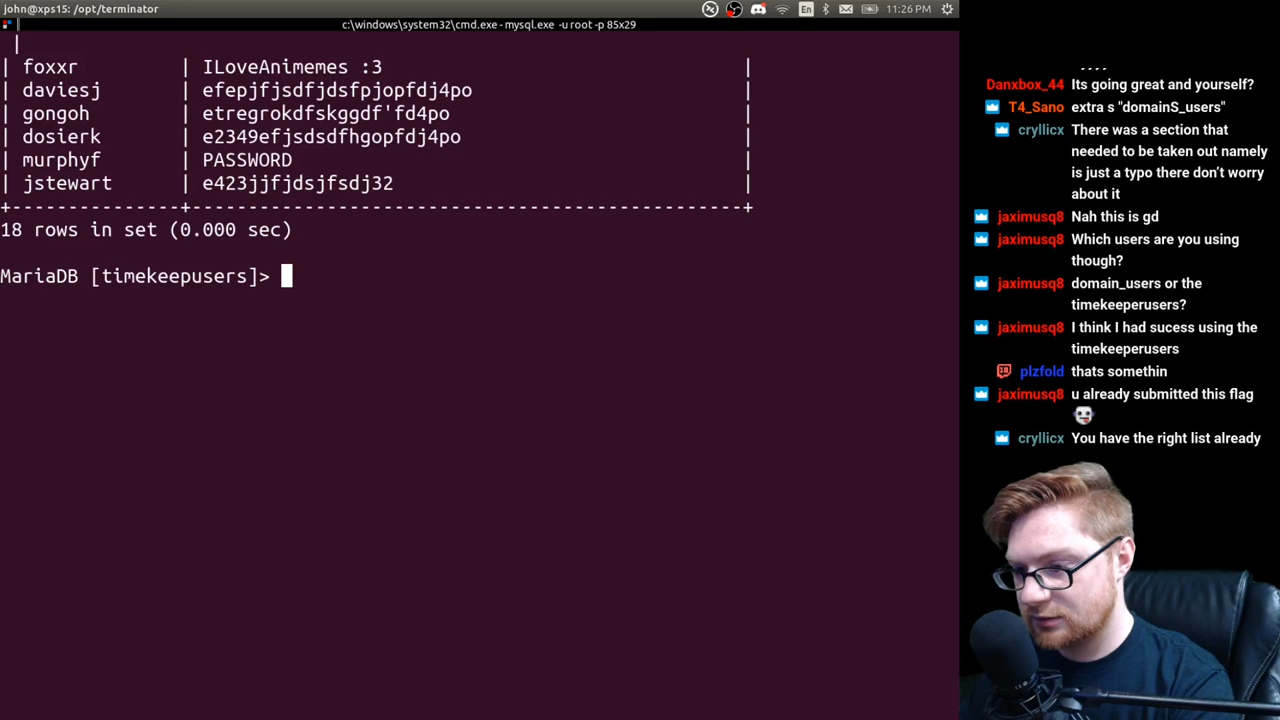 john@xps15: /opt/terminator
En
11:26 PM
c:\windows\system32\cmd.exe - mysql.exe -u root -p 85x29
|
| foxxr | ILoveAnimemes :3 |
| daviesj | efepjfjsdfjdsfpjopfdj4po |
| gongoh | etregrokdfskggdf'fd4po |
| dosierk | e2349efjsdsdfhgopfdj4po |
| murphyf | PASSWORD |
| jstewart | e423jjfjdsjfsdj32 |
+---------------+------------------------------------------------+
18 rows in set (0.000 sec)
MariaDB [timekeepusers]>
Danxbox_44 Its going great and yourself?
T4_Sano extra s "domainS_users"
cryllicx There was a section that
needed to be taken out namely
is just a typo there don't worry
about it
jaximusq8 Nah this is gd
jaximusq8 Which users are you using
though?
jaximusq8 domain_users or the
timekeeperusers?
jaximusq8 I think I had sucess using the
timekeeperusers
plzfold thats somethin
jaximusq8 u already submitted this flag
cryllicx You have the right list already